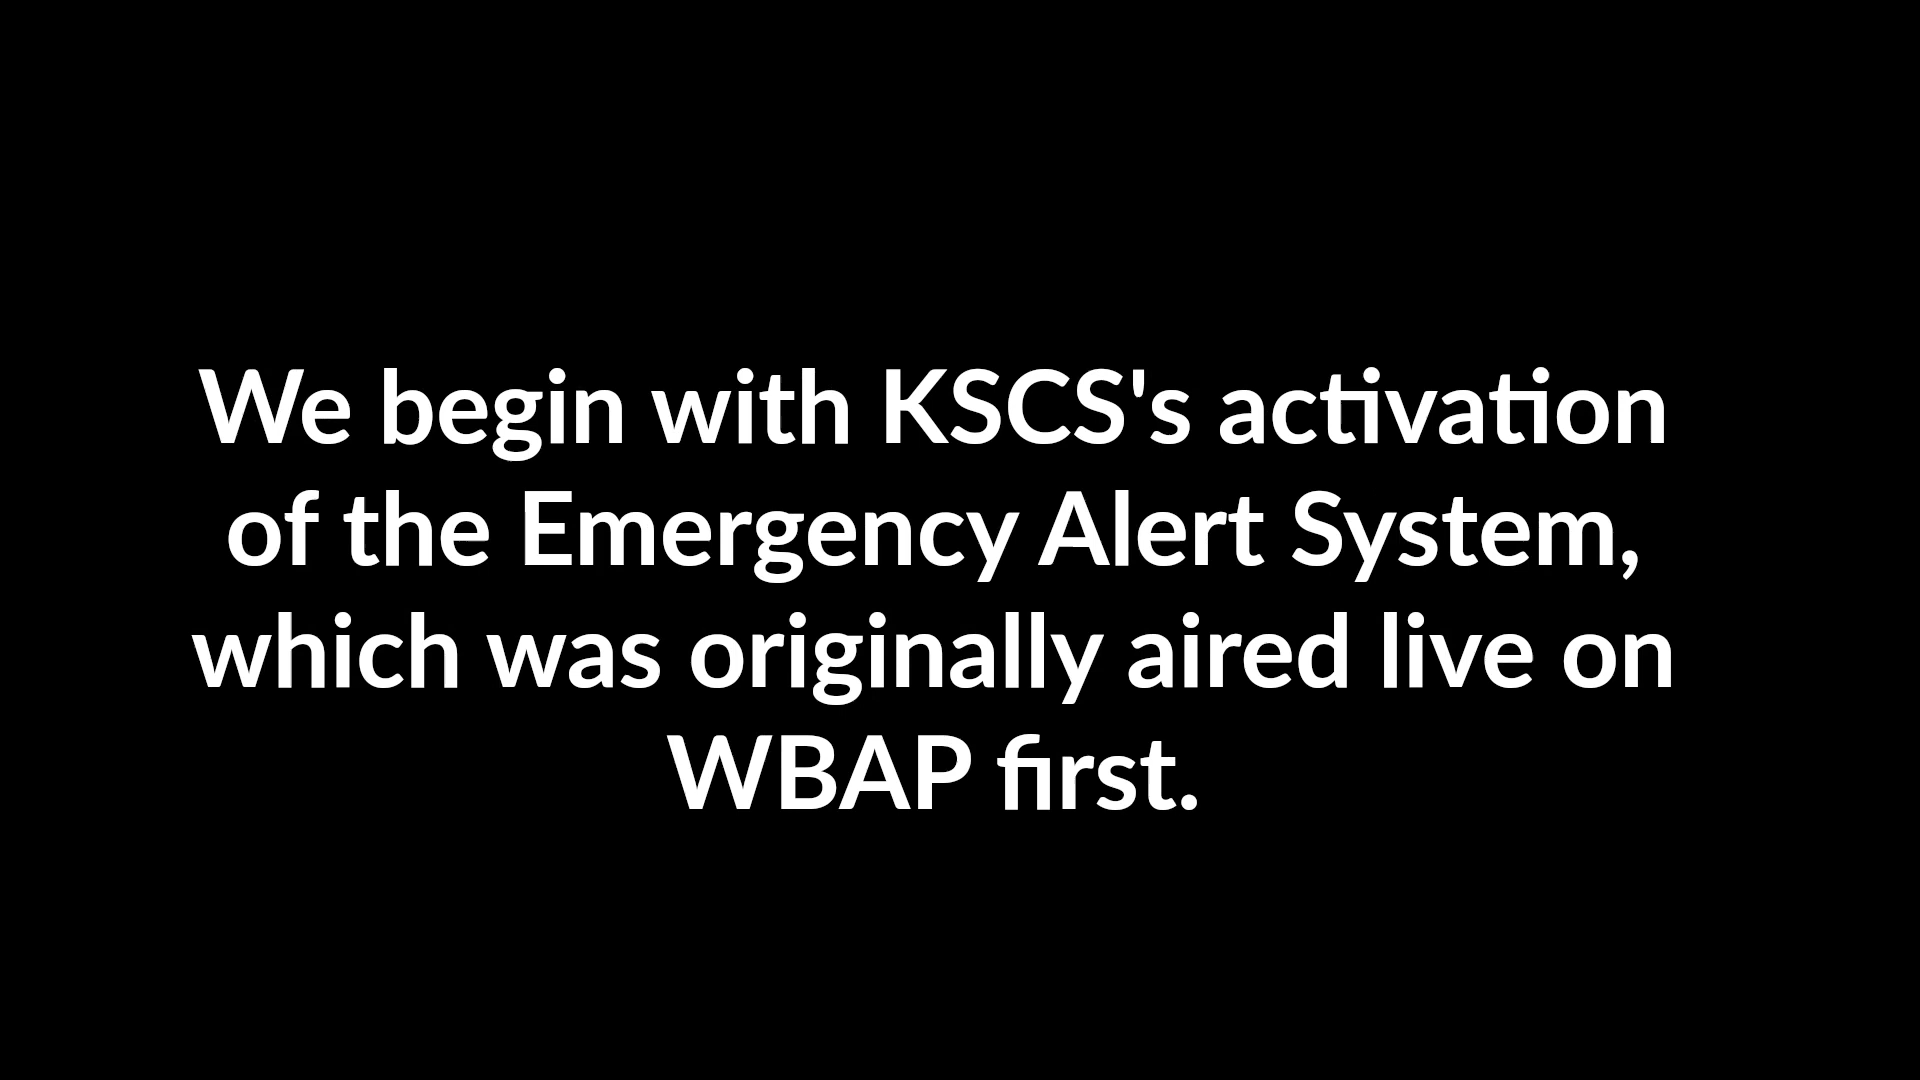 We begin with KSCS's activation
of the Emergency Alert System,
which was originally aired live on
WBAP first.